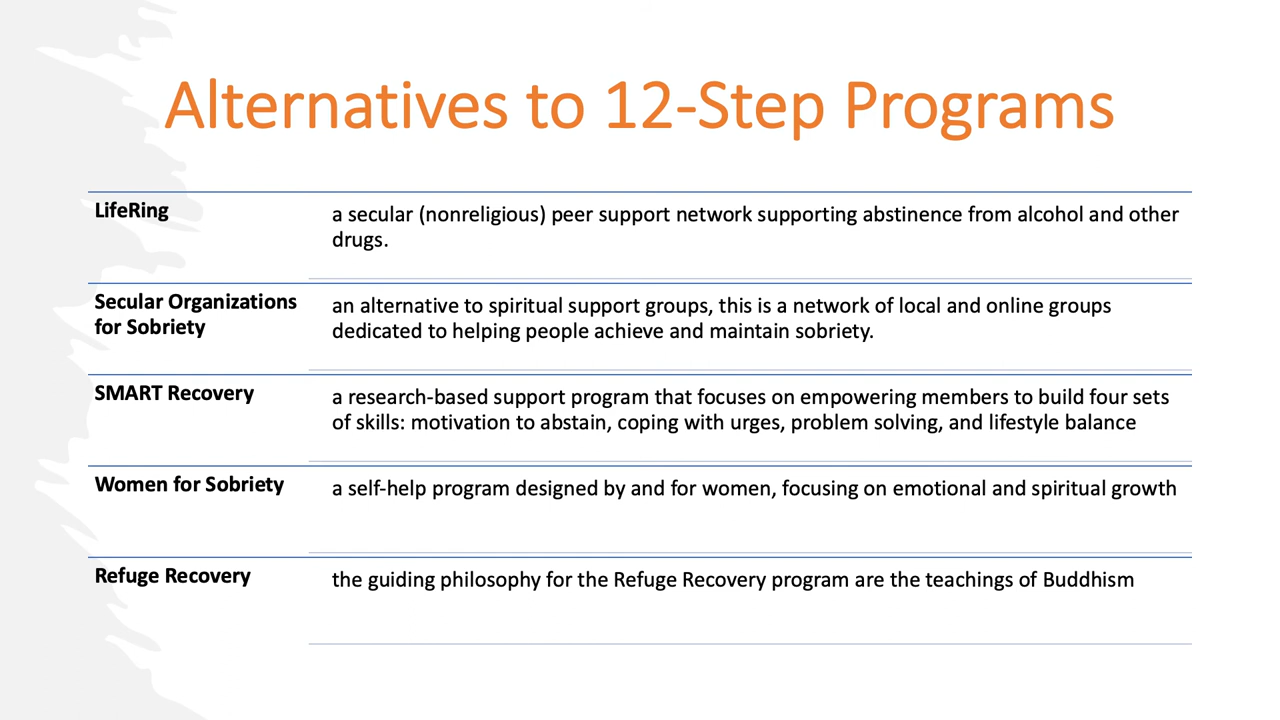 Alternatives to 12-Step Programs
LifeRing
a secular (nonreligious) peer support network supporting abstinence from alcohol and other
drugs.
Secular Organizations
for Sobriety
an alternative to spiritual support groups, this is a network of local and online groups
dedicated to helping people achieve and maintain sobriety.
SMART Recovery
a research-based support program that focuses on empowering members to build four sets
of skills: motivation to abstain, coping with urges, problem solving, and lifestyle balance
Women for Sobriety
a self-help program designed by and for women, focusing on emotional and spiritual growth
Refuge Recovery
the guiding philosophy for the Refuge Recovery program are the teachings of Buddhism